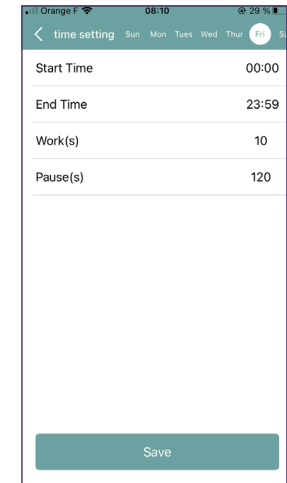 Orange F 08:10 29 %
time setting Sun Mon Tues Wed Thur Fri Sa
Start Time 00:00
End Time 23:59
Work(s) 10
Pause(s) 120
Save